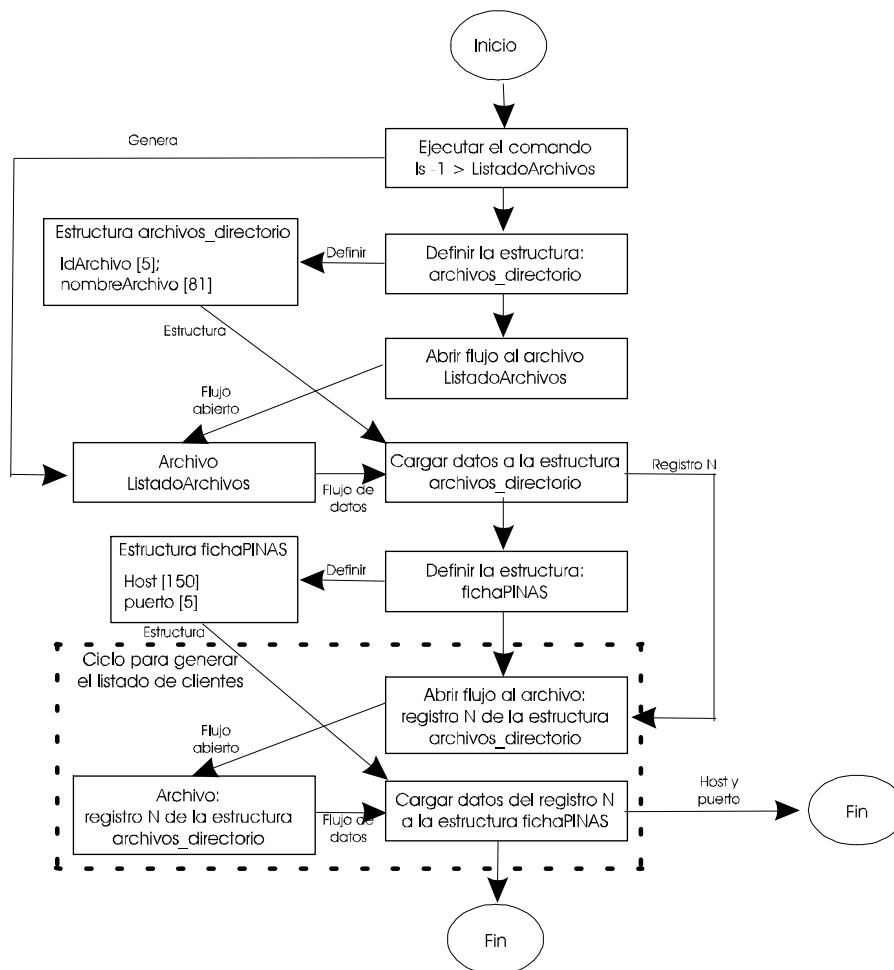 Inicio
Genera
Ejecutar el comando
ls -1 > ListadoArchivos
Estructura archivos_directorio
IdArchivo [5];
nombreArchivo [81]
Definir
Definir la estructura:
archivos_directorio
Estructura
Abrir flujo al archivo
ListadoArchivos
Flujo
abierto
Archivo
ListadoArchivos
Flujo de
datos
Cargar datos a la estructura
archivos_directorio
Registro N
Estructura fichaPINAS
Host [150]
puerto [5]
Definir
Definir la estructura:
fichaPINAS
Estructura
Ciclo para generar
el listado de clientes
Abrir flujo al archivo:
registro N de la estructura
archivos_directorio
Flujo
abierto
Archivo:
registro N de la estructura
archivos_directorio
Flujo de
datos
Cargar datos del registro N
a la estructura fichaPINAS
Host y
puerto
Fin
Fin